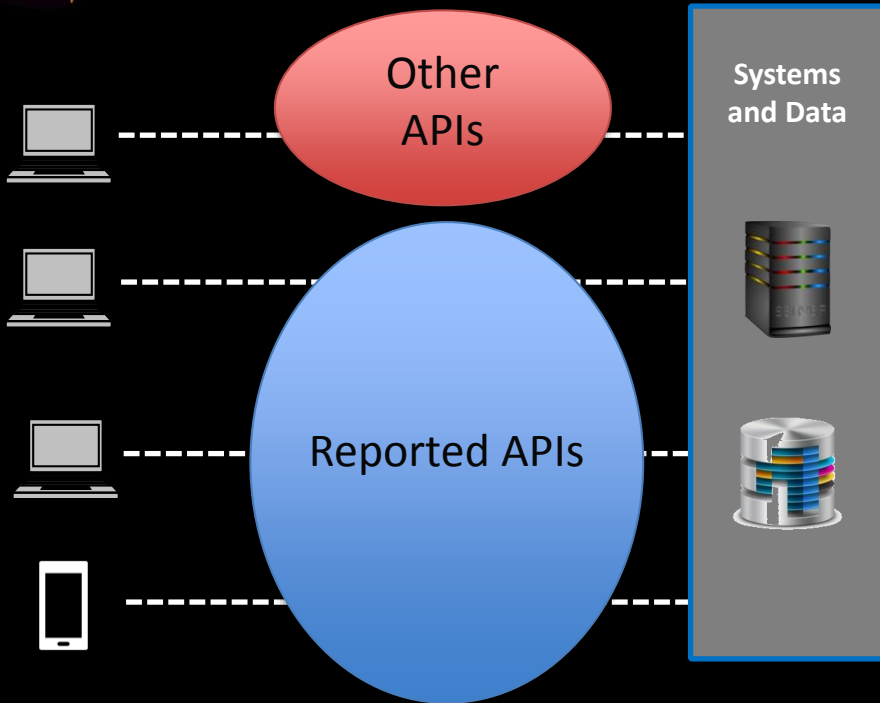 Other
APIs
Systems
and Data
Reported APIs